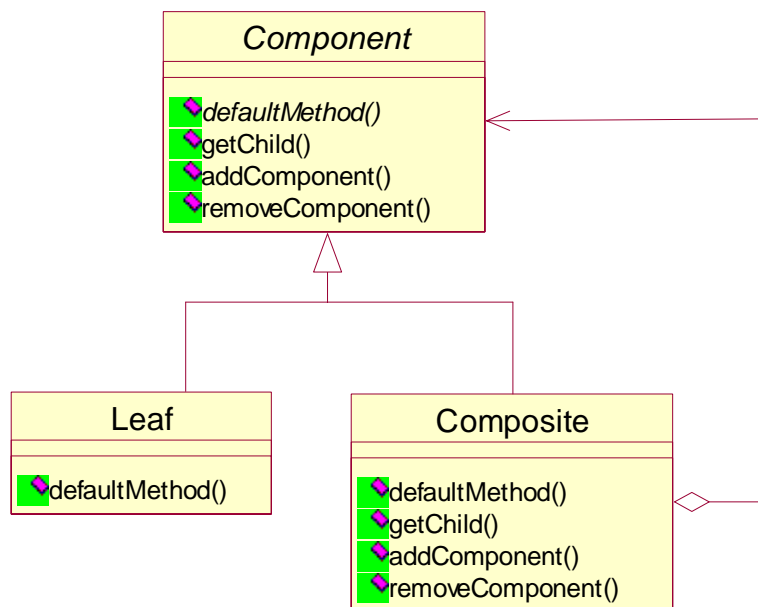 Component
defaultMethod()
getChild()
addComponent()
removeComponent()
Leaf
defaultMethod()
Composite
defaultMethod()
getChild()
addComponent()
removeComponent()